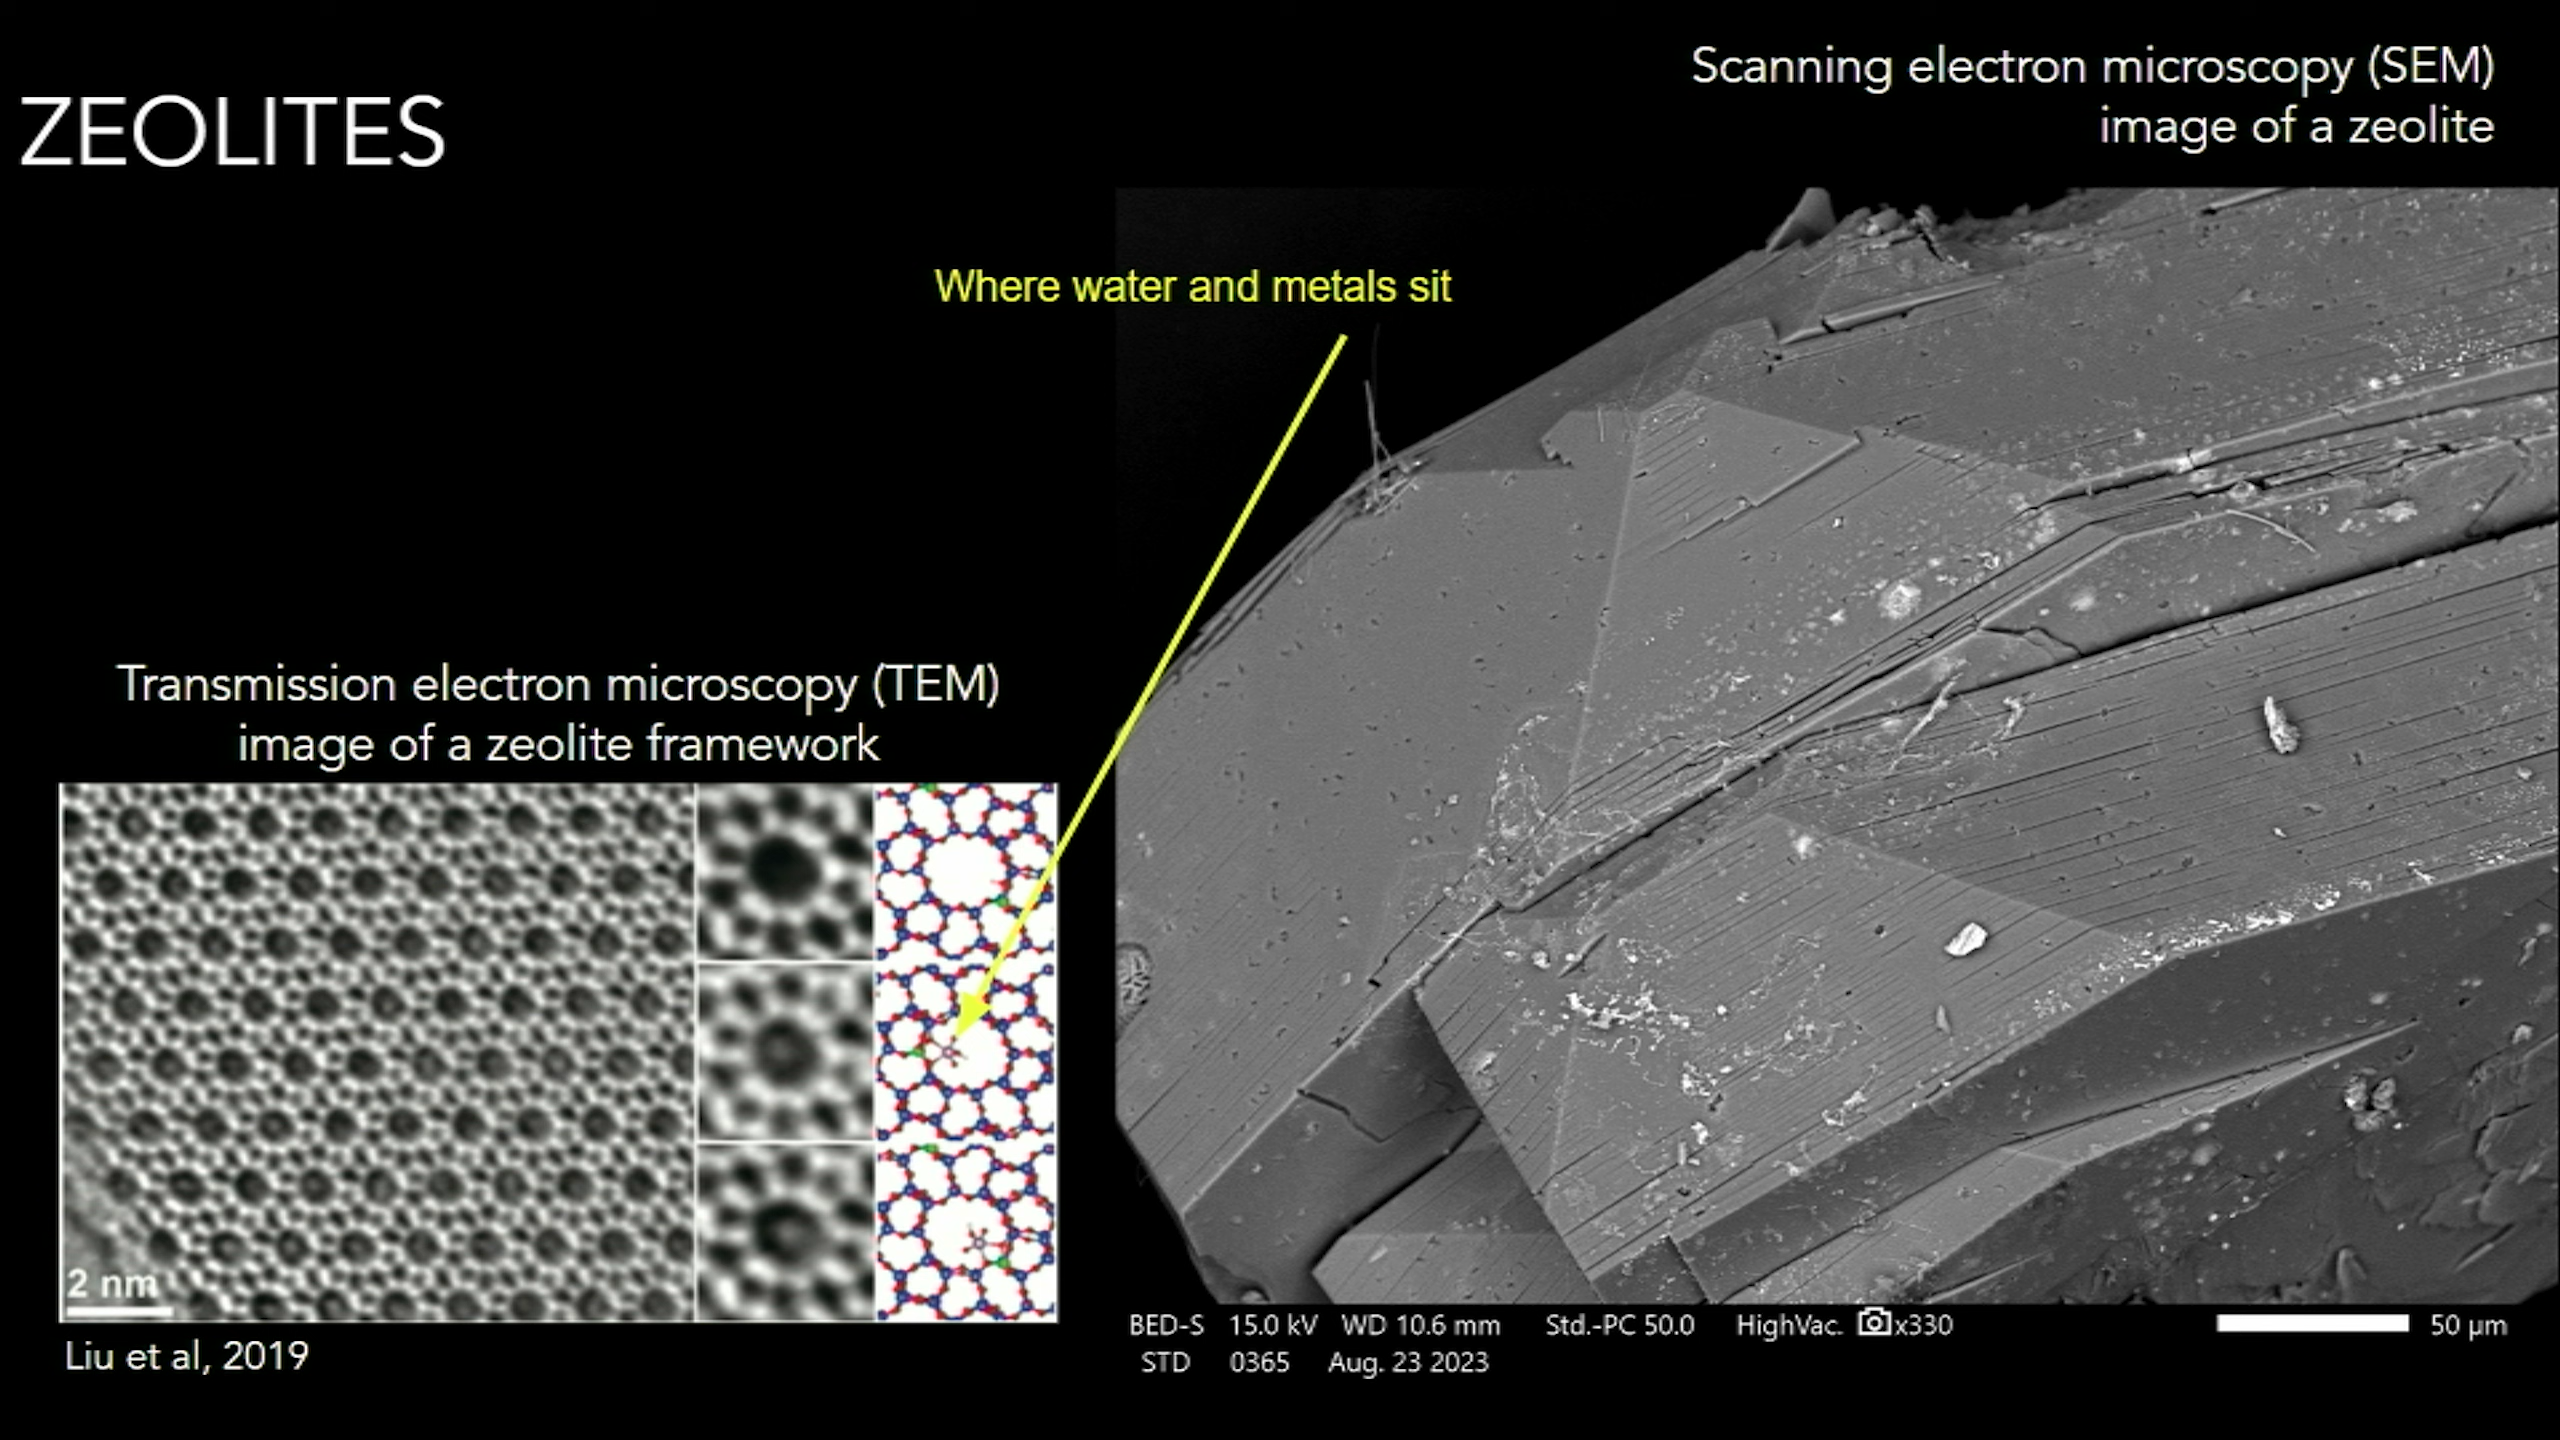 ZEOLITES
Scanning electron microscopy (SEM)
image of a zeolite
Where water and metals sit
Transmission electron microscopy (TEM)
image of a zeolite framework
2 nm
Liu et al, 2019
BED-S 15.0 kV WD 10.6 mm Std.-PC 50.0 HighVac. x330 50 µm
STD 0365 Aug. 23 2023